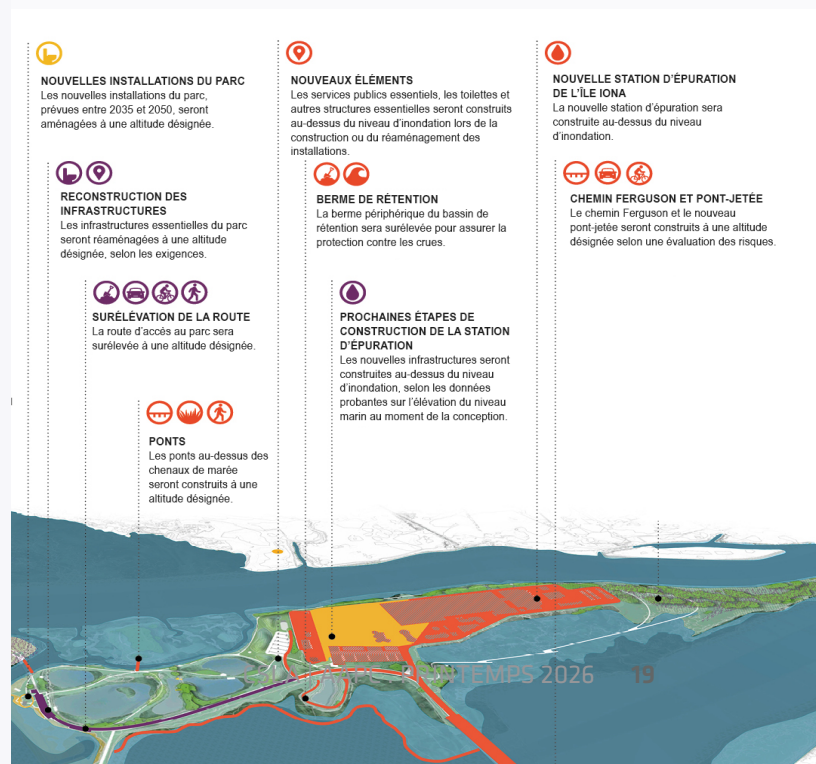 NOUVELLES INSTALLATIONS DU PARC
Les nouvelles installations du parc,
prévues entre 2035 et 2050, seront
aménagées à une altitude désignée.
NOUVEAUX ÉLÉMENTS
Les services publics essentiels, les toilettes et
autres structures essentielles seront construits
au-dessus du niveau d'inondation lors de la
construction ou du réaménagement des
installations.
NOUVELLE STATION D'ÉPURATION
DE L'ÎLE IONA
La nouvelle station d'épuration sera
construite au-dessus du niveau
d'inondation.
RECONSTRUCTION DES
INFRASTRUCTURES
Les infrastructures essentielles du parc
seront réaménagées à une altitude
désignée, selon les exigences.
BERME DE RÉTENTION
La berme périphérique du bassin de
rétention sera surélevée pour assurer la
protection contre les crues.
CHEMIN FERGUSON ET PONT-JETÉE
Le chemin Ferguson et le nouveau
pont-jetée seront construits à une altitude
désignée selon une évaluation des risques.
SURÉLÉVATION DE LA ROUTE
La route d'accès au parc sera
surélevée à une altitude désignée.
PROCHAINES ÉTAPES DE
CONSTRUCTION DE LA STATION
D'ÉPURATION
Les nouvelles infrastructures seront
construites au-dessus du niveau
d'inondation, selon les données
probantes sur l'élévation du niveau
marin au moment de la conception.
PONTS
Les ponts au-dessus des
chenaux de marée
seront construits à une
altitude désignée.
2026 19